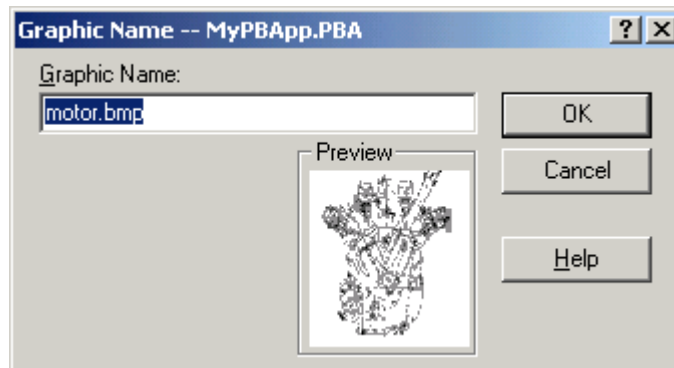 Graphic Name -- MyPBApp.PBA
Graphic Name:
motor.bmp
OK
Preview
Cancel
Help